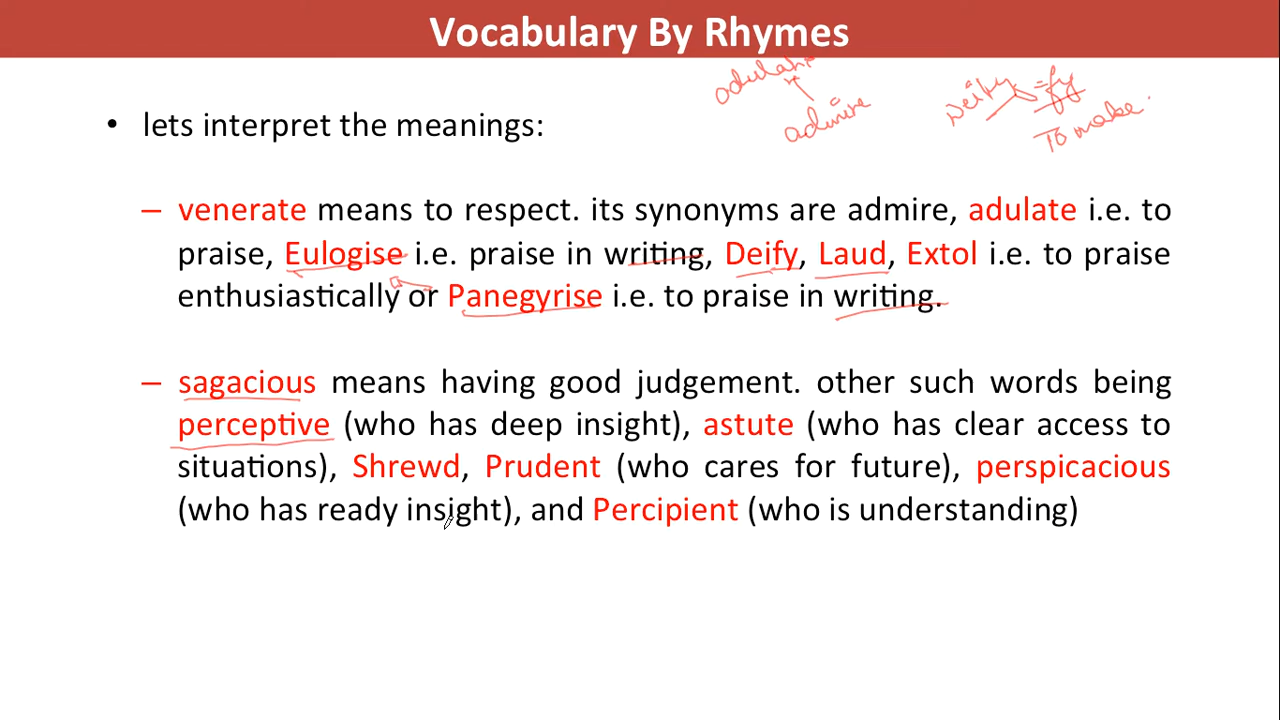 Vocabulary By Rhymes
adulate
admire
Deity = fy
To make.
• lets interpret the meanings:
– venerate means to respect. its synonyms are admire, adulate i.e. to
praise, Eulogise i.e. praise in writing, Deify, Laud, Extol i.e. to praise
enthusiastically or Panegyrise i.e. to praise in writing.
– sagacious means having good judgement. other such words being
perceptive (who has deep insight), astute (who has clear access to
situations), Shrewd, Prudent (who cares for future), perspicacious
(who has ready insight), and Percipient (who is understanding)